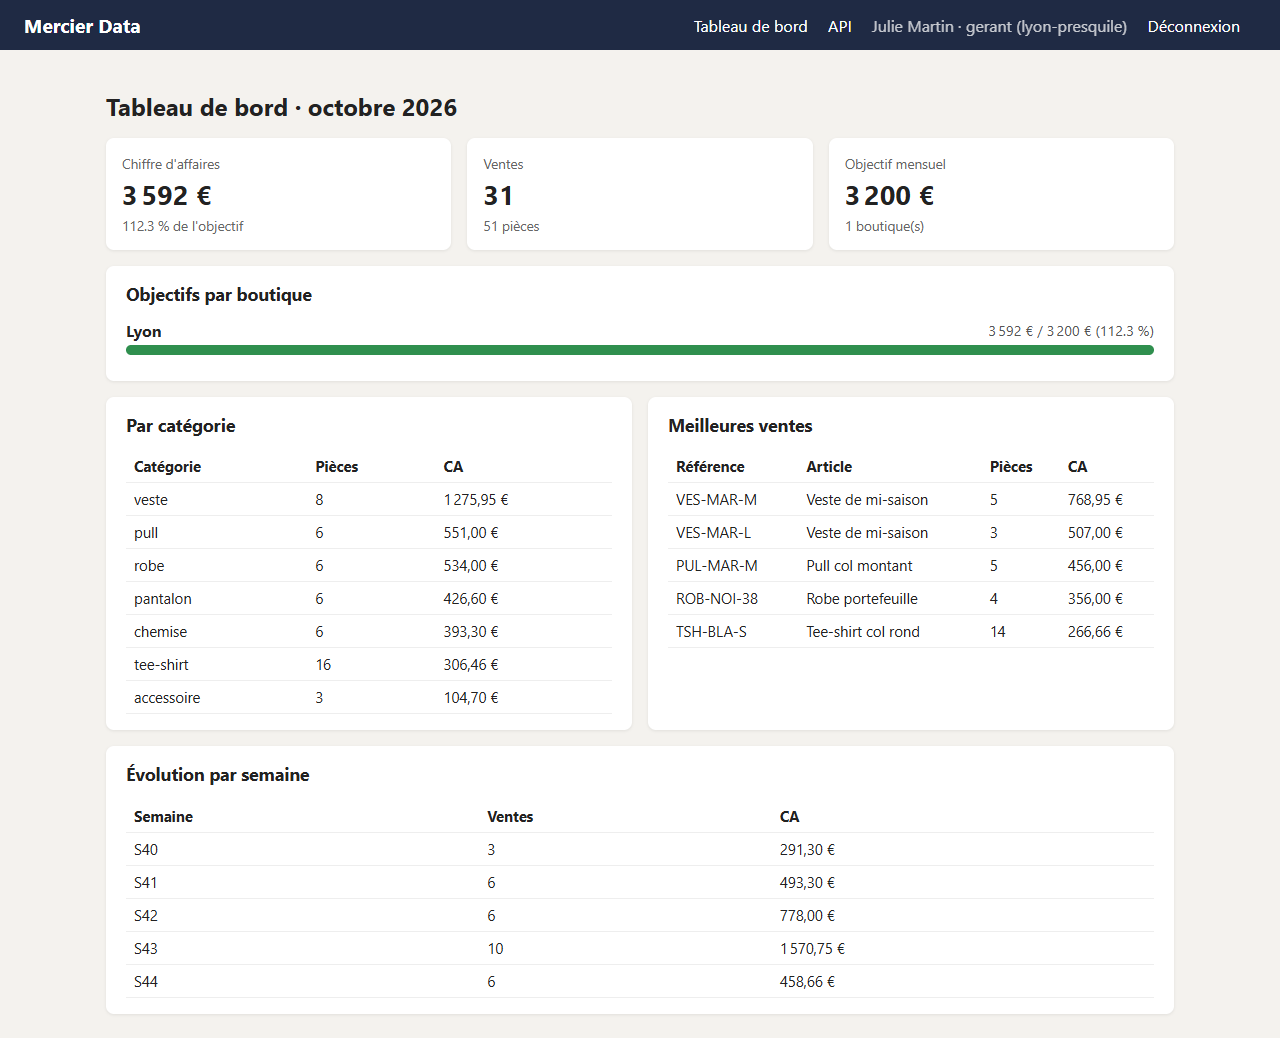 Mercier Data
Tableau de bord API Julie Martin · gerant (lyon-presquile) Déconnexion
Tableau de bord · octobre 2026
Chiffre d'affaires
3 592 €
112.3 % de l'objectif
Ventes
31
51 pièces
Objectif mensuel
3 200 €
1 boutique(s)
Objectifs par boutique
Lyon 3 592 € / 3 200 € (112.3 %)
Par catégorie
Catégorie Pièces CA
veste 8 1 275,95 €
pull 6 551,00 €
robe 6 534,00 €
pantalon 6 426,60 €
chemise 6 393,30 €
tee-shirt 16 306,46 €
accessoire 3 104,70 €
Meilleures ventes
Référence Article Pièces CA
VES-MAR-M Veste de mi-saison 5 768,95 €
VES-MAR-L Veste de mi-saison 3 507,00 €
PUL-MAR-M Pull col montant 5 456,00 €
ROB-NOI-38 Robe portefeuille 4 356,00 €
TSH-BLA-S Tee-shirt col rond 14 266,66 €
Évolution par semaine
Semaine Ventes CA
S40 3 291,30 €
S41 6 493,30 €
S42 6 778,00 €
S43 10 1 570,75 €
S44 6 458,66 €